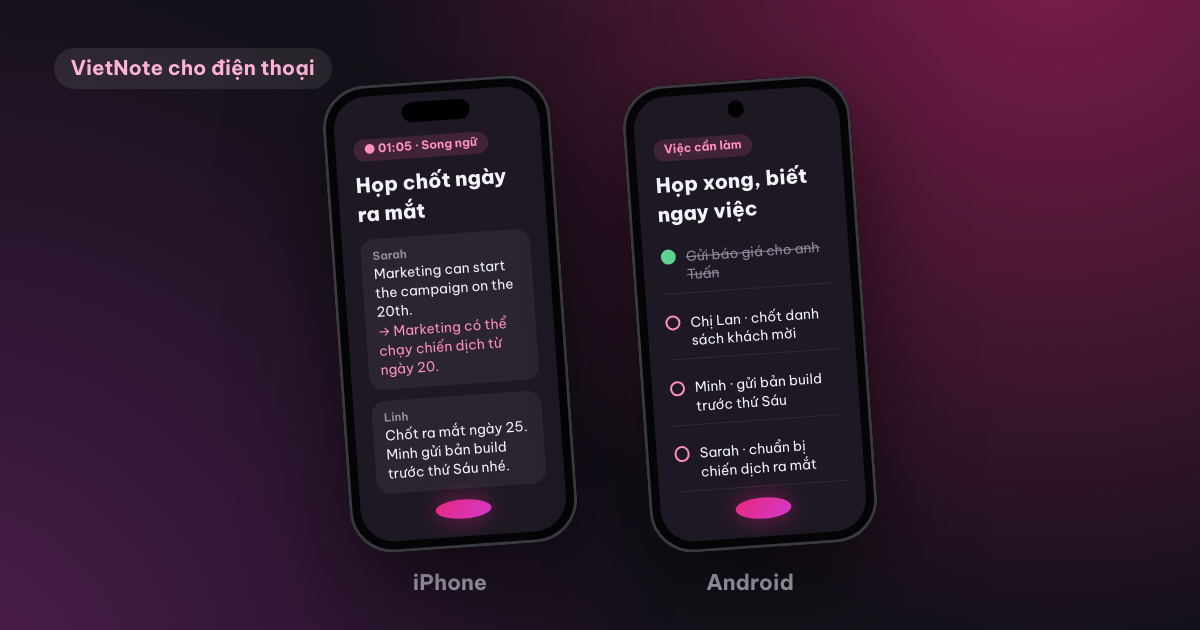 VietNote cho điện thoại
01:05 · Song ngữ
Họp chốt ngày
ra mắt
Sarah
Marketing can start
the campaign on the
20th.
→ Marketing có thể
chạy chiến dịch từ
ngày 20.
Linh
Chốt ra mắt ngày 25.
Minh gửi bản build
trước thứ Sáu nhé.
iPhone
Việc cần làm
Họp xong, biết
ngay việc
Gửi báo giá cho anh
Tuấn
Chị Lan · chốt danh
sách khách mời
Minh · gửi bản build
trước thứ Sáu
Sarah · chuẩn bị
chiến dịch ra mắt
Android